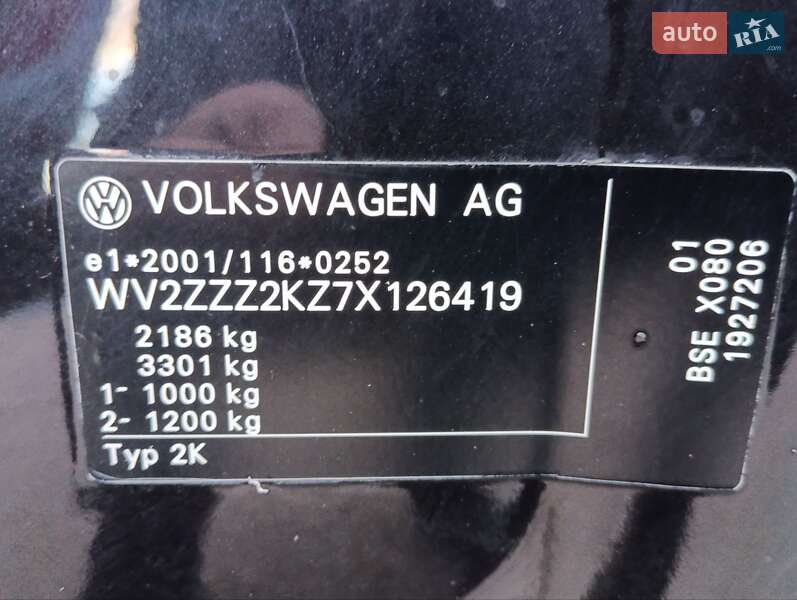 auto RIA.com
VOLKSWAGEN AG
e1*2001/116*0252
WV2ZZZ2KZ7X126419
2186 kg
3301 kg
1- 1000 kg
2- 1200 kg
Typ 2K
01
BSE X080
1927206